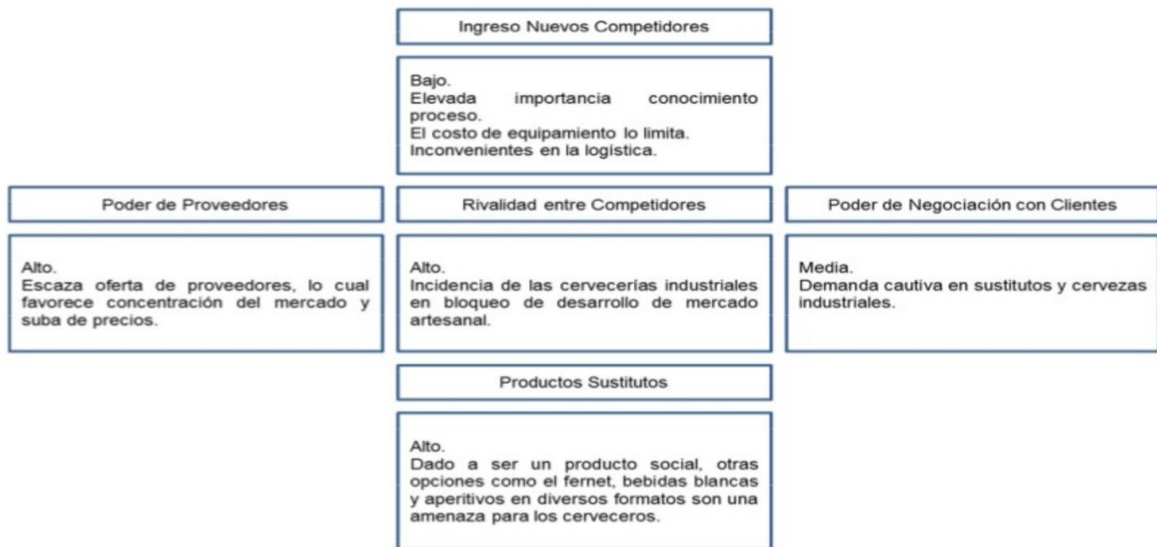 Ingreso Nuevos Competidores
Bajo.
Elevada importancia conocimiento
proceso.
El costo de equipamiento lo limita.
Inconvenientes en la logística.
Poder de Proveedores
Alto.
Escaza oferta de proveedores, lo cual
favorece concentración del mercado y
suba de precios.
Rivalidad entre Competidores
Alto.
Incidencia de las cervecerías industriales
en bloqueo de desarrollo de mercado
artesanal.
Poder de Negociación con Clientes
Media.
Demanda cautiva en sustitutos y cervezas
industriales.
Productos Sustitutos
Alto.
Dado a ser un producto social, otras
opciones como el fernet, bebidas blancas
y aperitivos en diversos formatos son una
amenaza para los cerveceros.